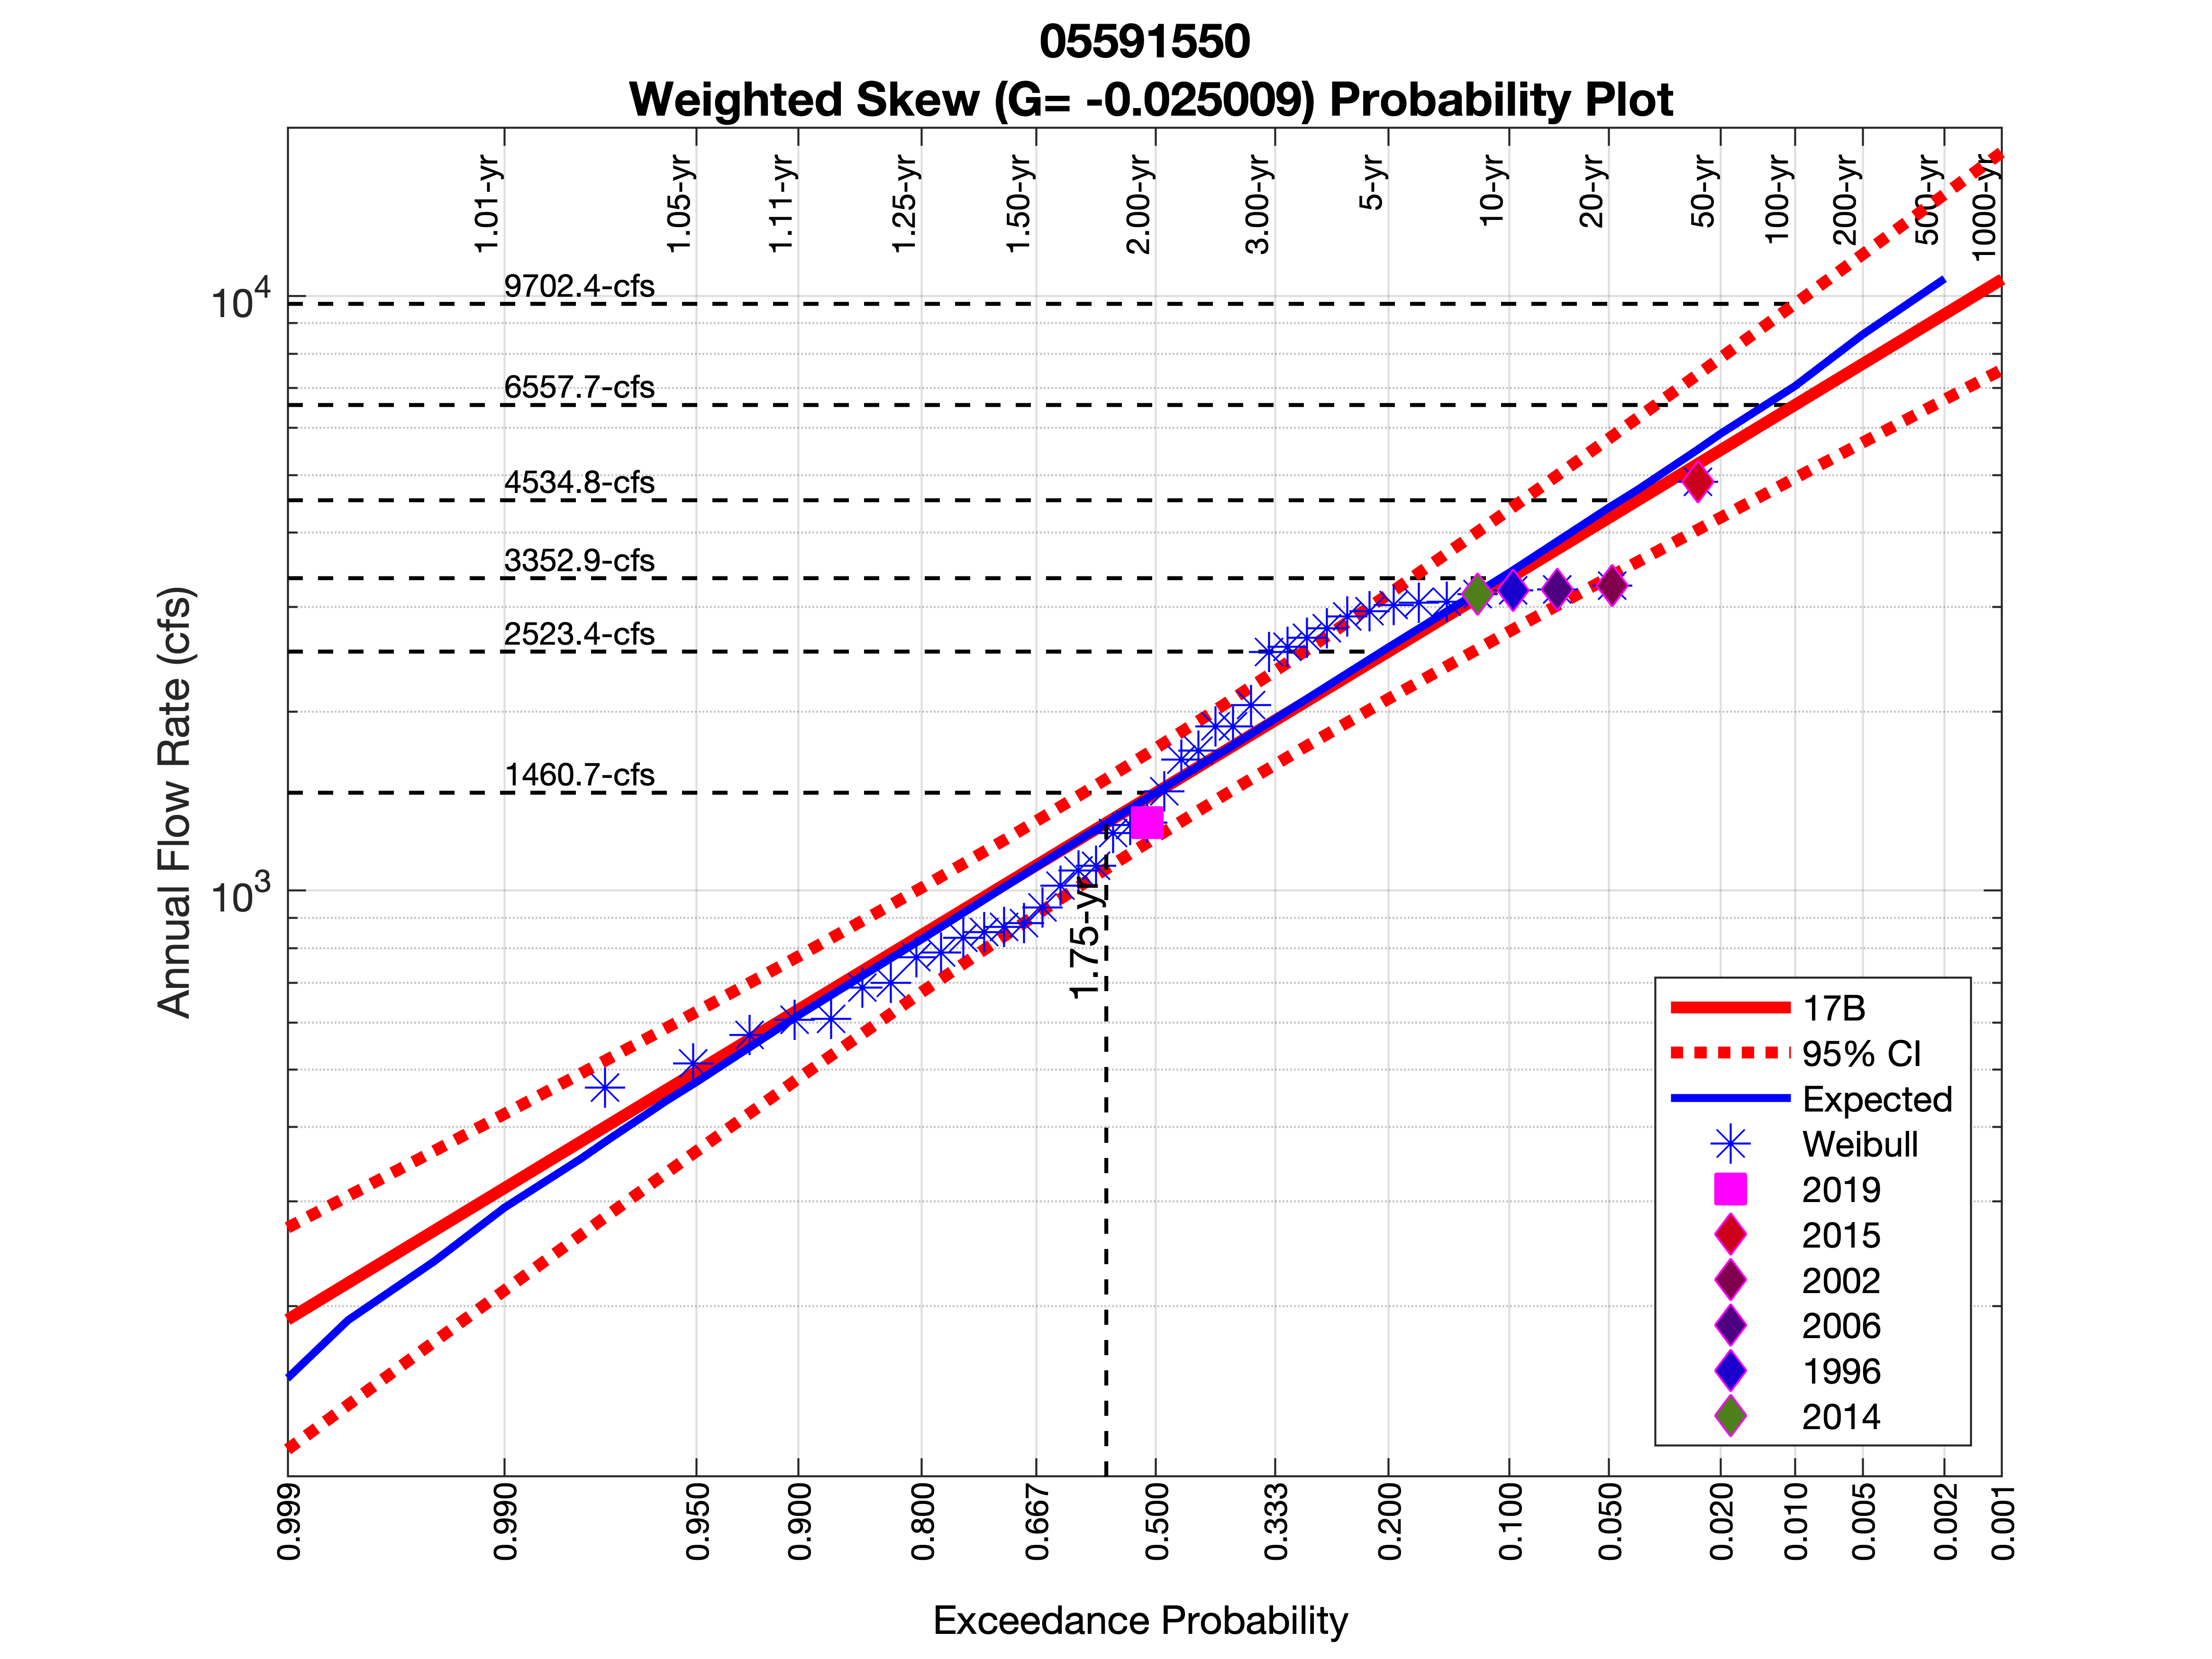 05591550
Weighted Skew (G= -0.025009) Probability Plot
1.01-yr
1.05-yr
1.11-yr
1.25-yr
1.50-yr
2.00-yr
3.00-yr
5-yr
10-yr
20-yr
50-yr
100-yr
200-yr
500-yr
1000-yr
10^4
10^3
Annual Flow Rate (cfs)
9702.4-cfs
6557.7-cfs
4534.8-cfs
3352.9-cfs
2523.4-cfs
1460.7-cfs
1.75-yr
17B
95% CI
Expected
Weibull
2019
2015
2002
2006
1996
2014
0.999
0.990
0.950
0.900
0.800
0.667
0.500
0.333
0.200
0.100
0.050
0.020
0.010
0.005
0.002
0.001
Exceedance Probability